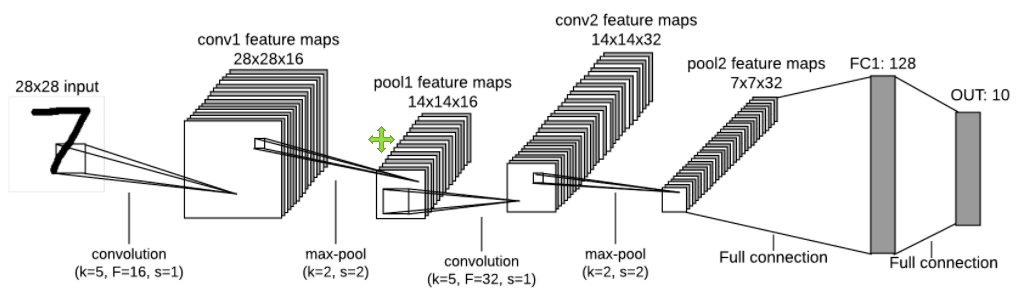 28x28 input
7
conv1 feature maps
28x28x16
pool1 feature maps
14x14x16
conv2 feature maps
14x14x32
pool2 feature maps
7x7x32
FC1: 128
OUT: 10
convolution
(k=5, F=16, s=1)
max-pool
(k=2, s=2)
convolution
(k=5, F=32, s=1)
max-pool
(k=2, s=2)
Full connection
Full connection